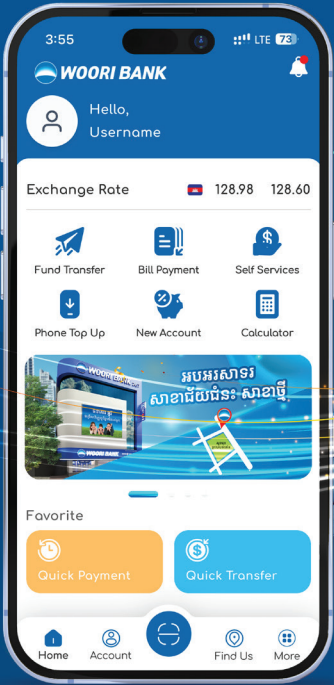 3:55 LTE 73
WOORI BANK
Hello,
Username
Exchange Rate 128.98 128.60
Fund Transfer Bill Payment Self Services
Phone Top Up New Account Calculator
អបអរសាទរ
សាខាជ័យជំនះ សាខាថ្មី
WOORI BANK
WOORI BANK
Favorite
Quick Payment Quick Transfer
Home Account Find Us More